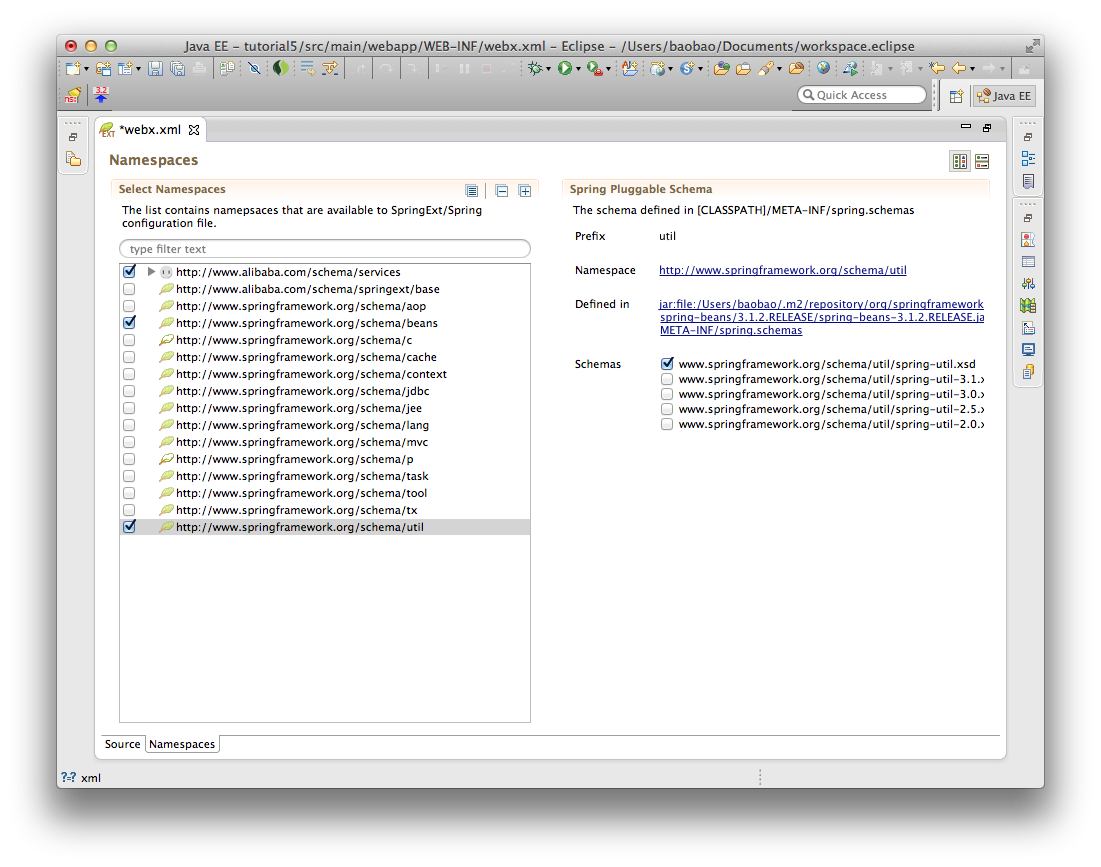 Java EE – tutorial5/src/main/webapp/WEB-INF/webx.xml – Eclipse – /Users/baobao/Documents/workspace.eclipse
ns!
3.2
Quick Access
Java EE
EXT
*webx.xml
Namespaces
Select Namespaces
The list contains namepsaces that are available to SpringExt/Spring
configuration file.
type filter text
http://www.alibaba.com/schema/services
http://www.alibaba.com/schema/springext/base
http://www.springframework.org/schema/aop
http://www.springframework.org/schema/beans
http://www.springframework.org/schema/c
http://www.springframework.org/schema/cache
http://www.springframework.org/schema/context
http://www.springframework.org/schema/jdbc
http://www.springframework.org/schema/jee
http://www.springframework.org/schema/lang
http://www.springframework.org/schema/mvc
http://www.springframework.org/schema/p
http://www.springframework.org/schema/task
http://www.springframework.org/schema/tool
http://www.springframework.org/schema/tx
http://www.springframework.org/schema/util
Spring Pluggable Schema
The schema defined in [CLASSPATH]/META-INF/spring.schemas
Prefix util
Namespace http://www.springframework.org/schema/util
Defined in jar:file:/Users/baobao/.m2/repository/org/springframework
spring-beans/3.1.2.RELEASE/spring-beans-3.1.2.RELEASE.ja
META-INF/spring.schemas
Schemas www.springframework.org/schema/util/spring-util.xsd
www.springframework.org/schema/util/spring-util-3.1.x
www.springframework.org/schema/util/spring-util-3.0.x
www.springframework.org/schema/util/spring-util-2.5.x
www.springframework.org/schema/util/spring-util-2.0.x
Source Namespaces
?=? xml